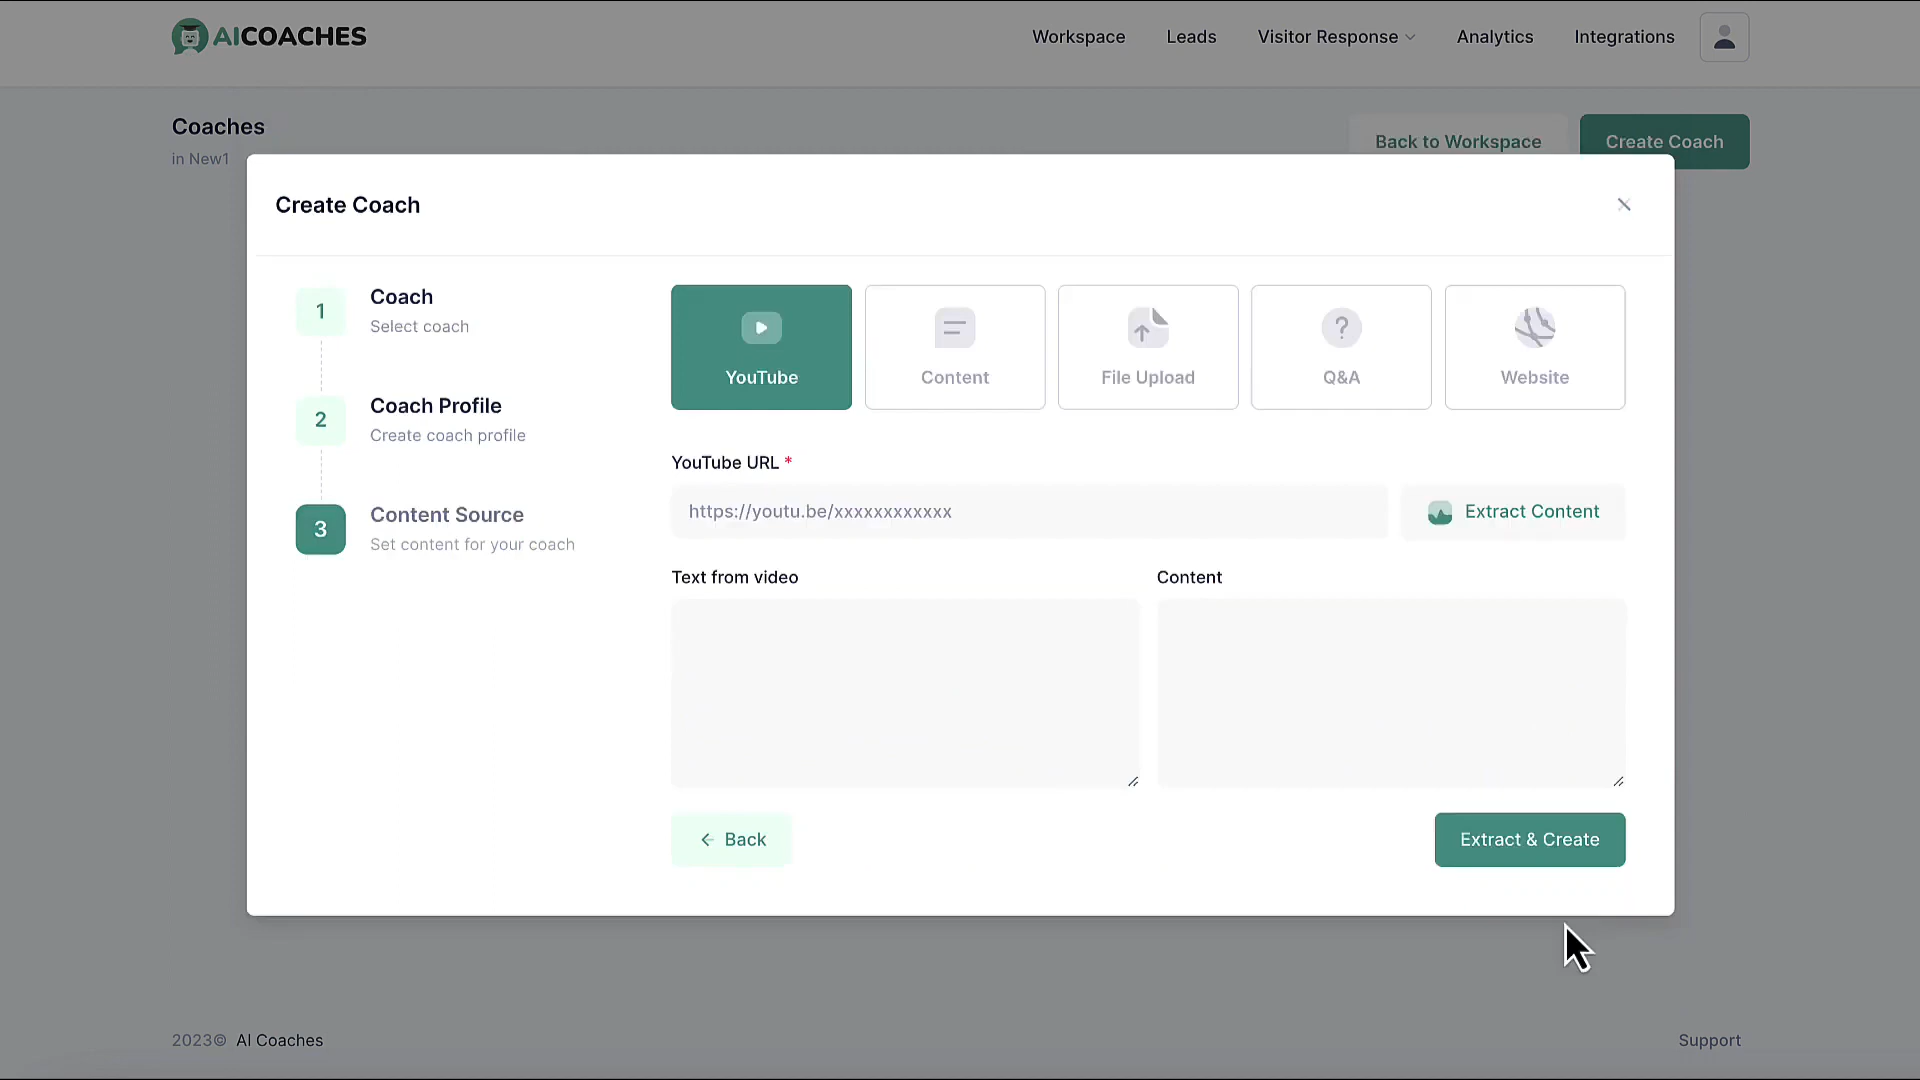 AICOACHES
Workspace
Leads
Visitor Response
Analytics
Integrations
Coaches
in New1
Back to Workspace
Create Coach
Create Coach
1
Coach
Select coach
2
Coach Profile
Create coach profile
3
Content Source
Set content for your coach
YouTube
Content
File Upload
?
Q&A
Website
YouTube URL *
https://youtu.be/xxxxxxxxxxxx
Extract Content
Text from video
Content
Back
Extract & Create
2023© AI Coaches
Support